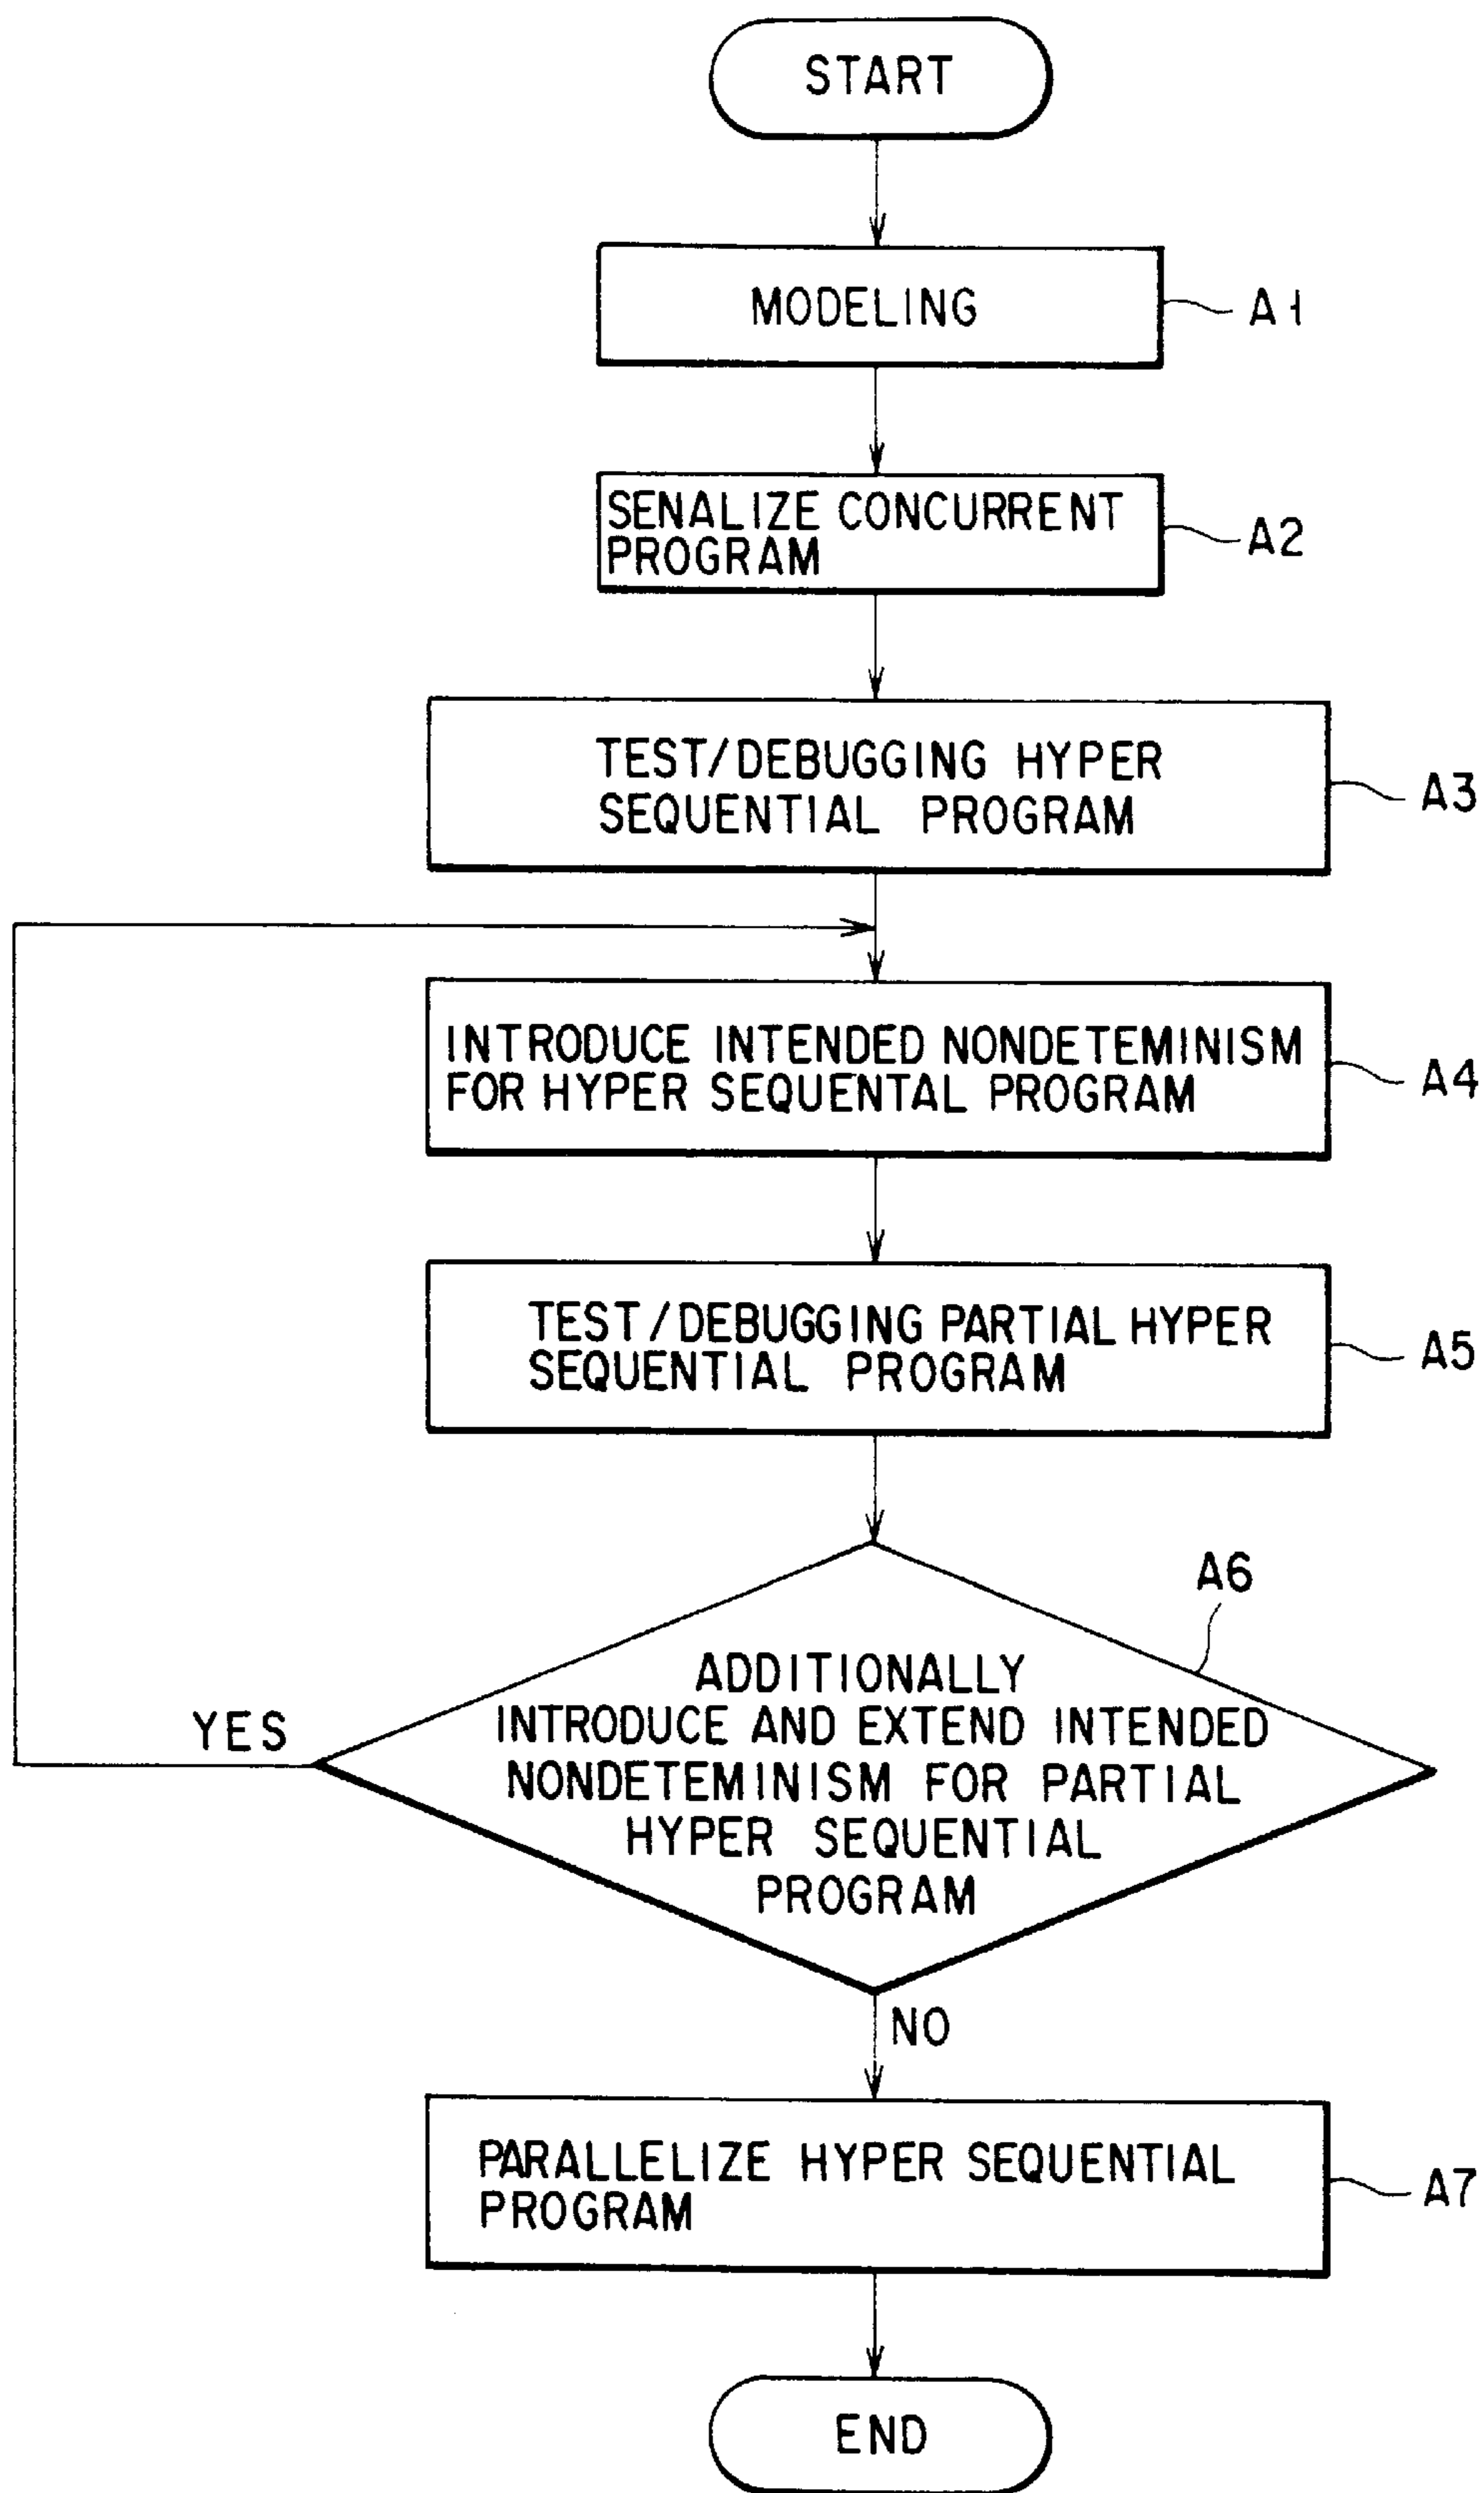 START
MODELING
A1
SENALIZE CONCURRENT
PROGRAM
A2
TEST/DEBUGGING HYPER
SEQUENTIAL PROGRAM
A3
INTRODUCE INTENDED NONDETEMINISM
FOR HYPER SEQUENTAL PROGRAM
A4
TEST/DEBUGGING PARTIAL HYPER
SEQUENTIAL PROGRAM
A5
A6
ADDITIONALLY
INTRODUCE AND EXTEND INTENDED
NONDETEMINISM FOR PARTIAL
HYPER SEQUENTIAL
PROGRAM
YES
NO
PARALLELIZE HYPER SEQUENTIAL
PROGRAM
A7
END